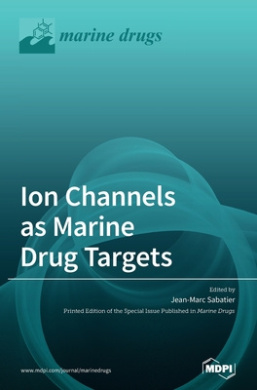 marine drugs
Ion Channels
as Marine
Drug Targets
Edited by
Jean-Marc Sabatier
Printed Edition of the Special Issue Published in Marine Drugs
www.mdpi.com/journal/marinedrugs
MDPI